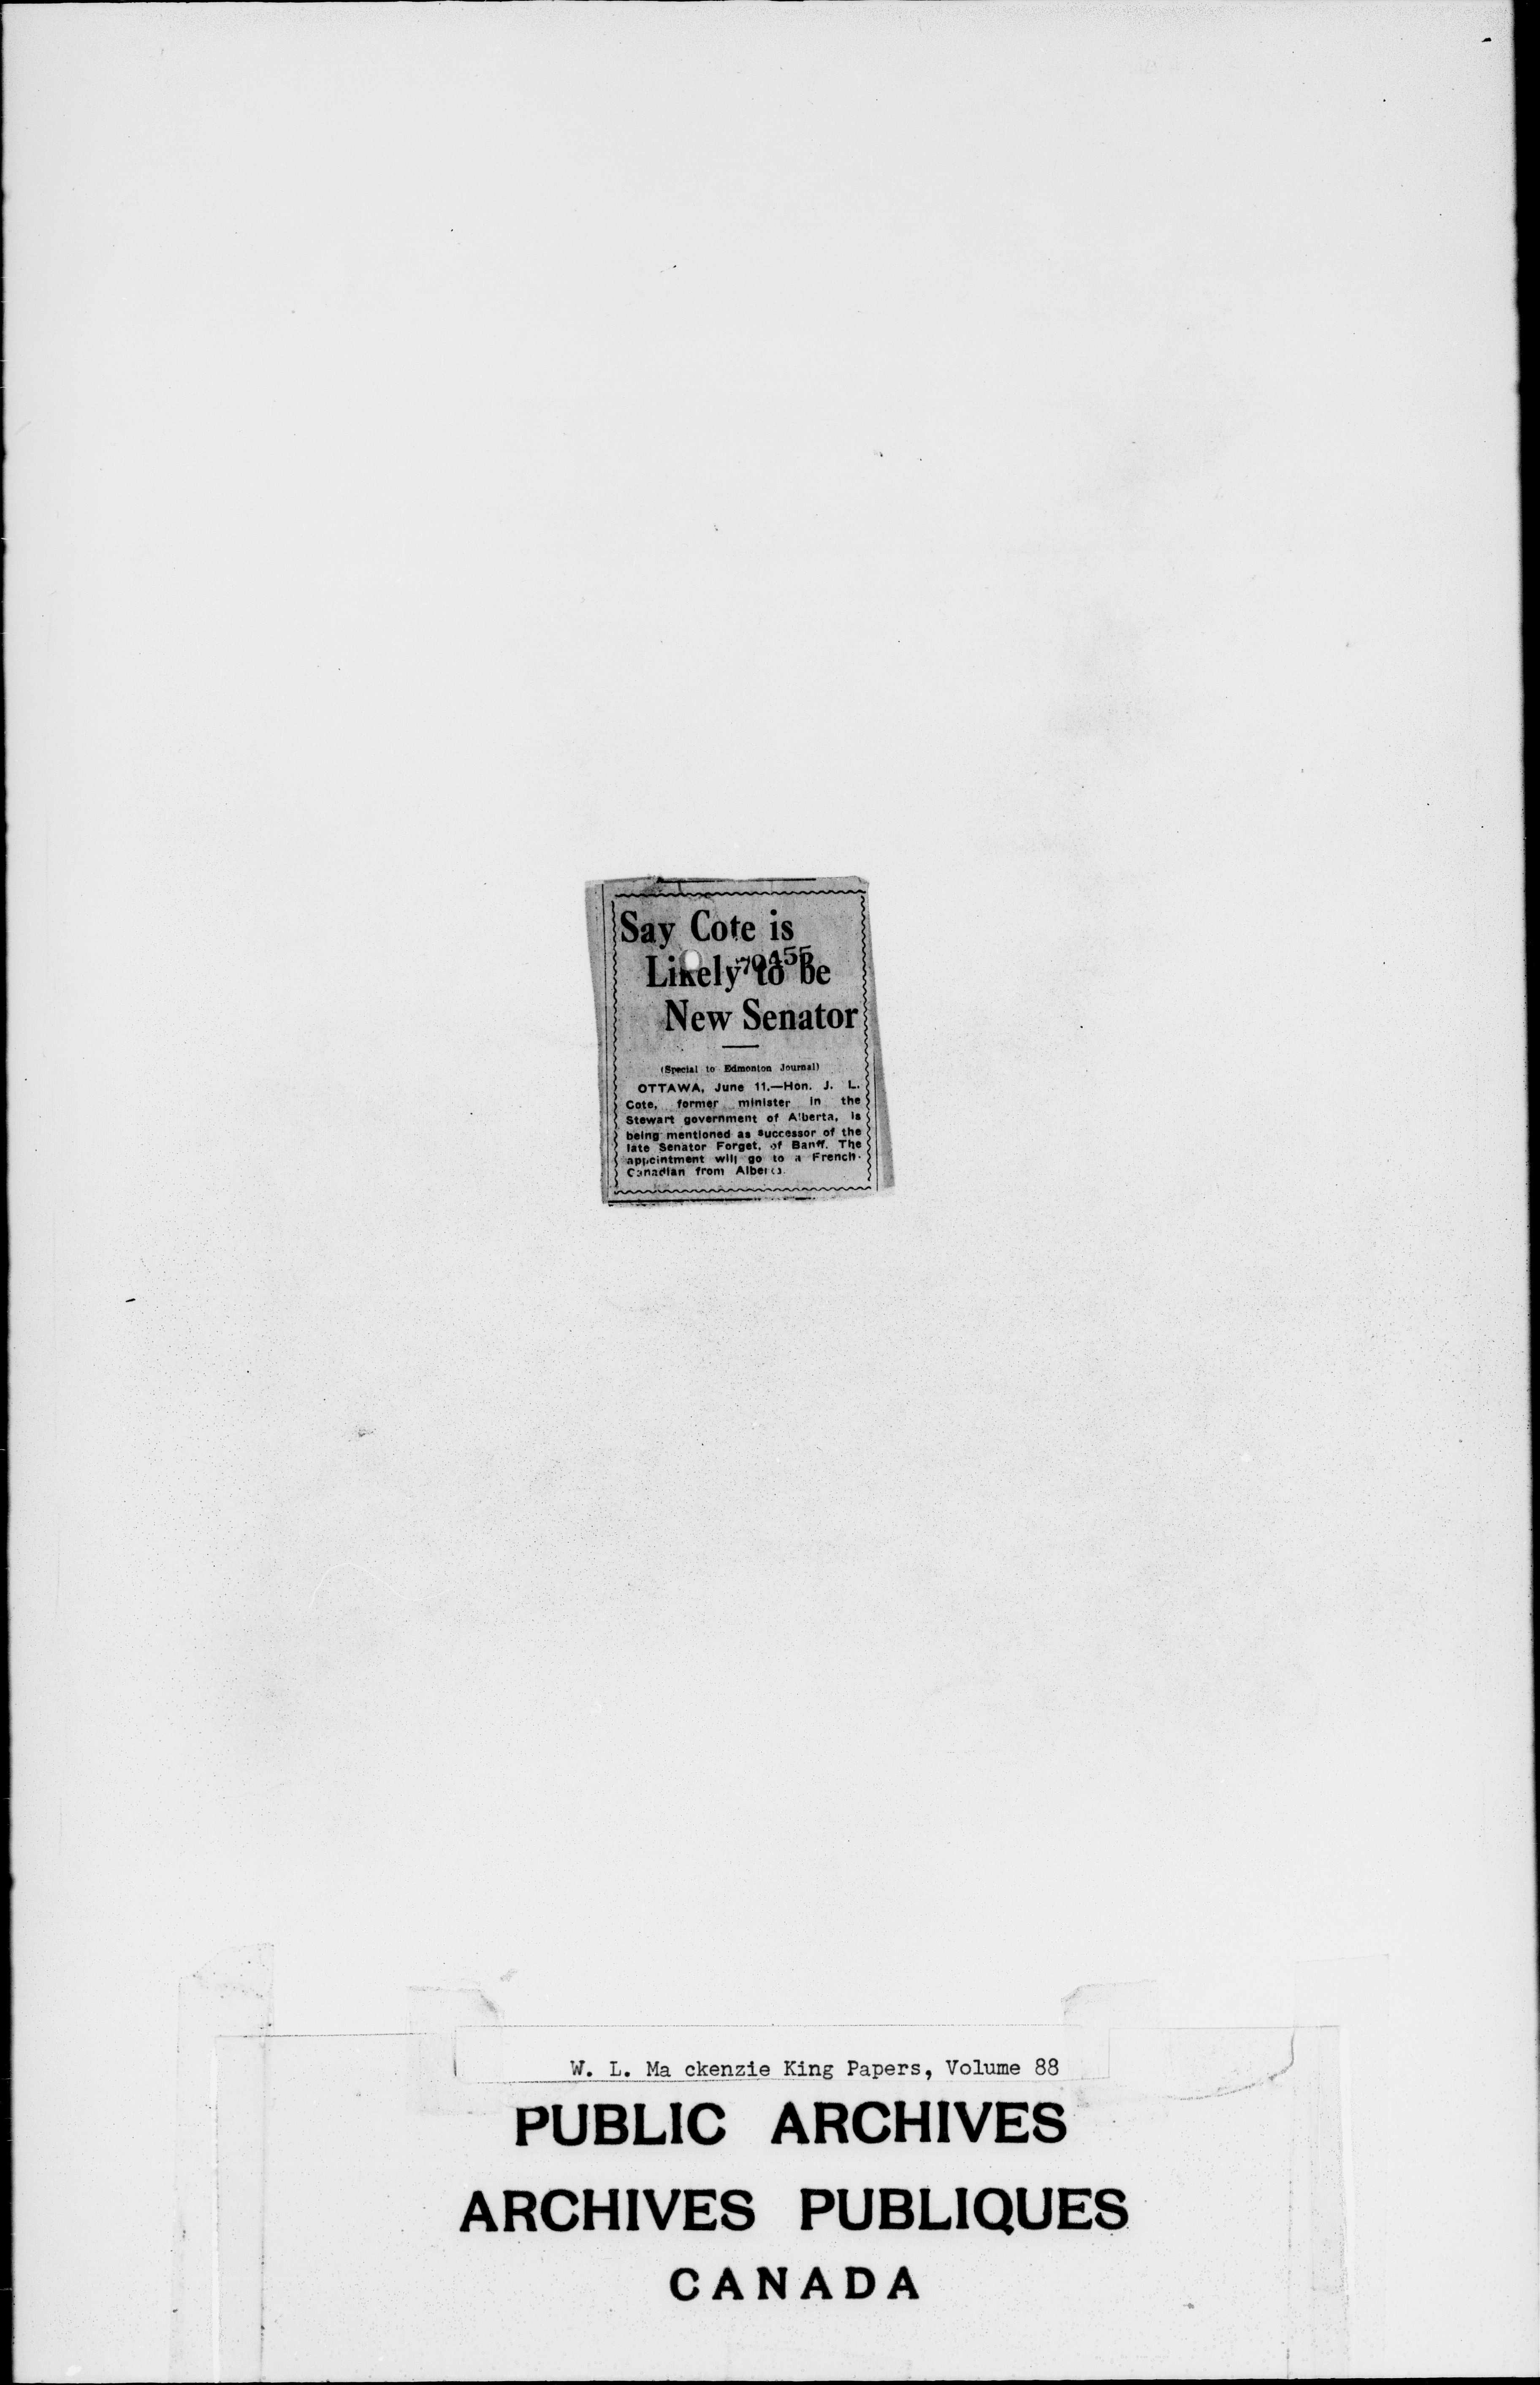 Say Cote is
Likely to be
70455
New Senator
(Special to Edmonton Journal)
OTTAWA, June 11.—Hon. J. L.
Cote, former minister in the
Stewart government of Alberta, is
being mentioned as successor of the
late Senator Forget, of Banff. The
appointment will go to a French-
Canadian from Alberta.
W. L. Ma ckenzie King Papers, Volume 88
PUBLIC ARCHIVES
ARCHIVES PUBLIQUES
CANADA